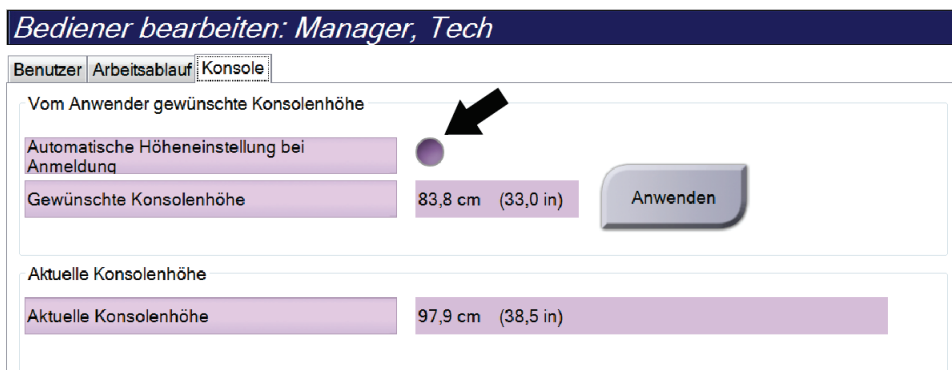 Bediener bearbeiten: Manager, Tech
Benutzer Arbeitsablauf Konsole
Vom Anwender gewünschte Konsolenhöhe
Automatische Höheneinstellung bei
Anmeldung
Gewünschte Konsolenhöhe 83,8 cm (33,0 in) Anwenden
Aktuelle Konsolenhöhe
Aktuelle Konsolenhöhe 97,9 cm (38,5 in)